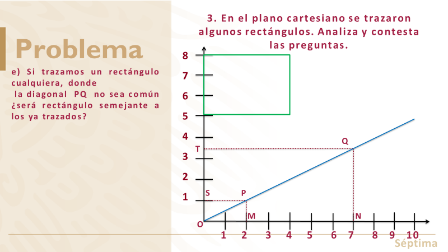 Problema
e) Si trazamos un rectángulo
cualquiera, donde
la diagonal PQ no sea común
¿será rectángulo semejante a
los ya trazados?
3. En el plano cartesiano se trazaron
algunos rectángulos. Analiza y contesta
las preguntas.
8
7
6
5
4
T
Q
3
2
S
P
1
O
M
N
1 2 3 4 5 6 7 8 9 10
Séptima